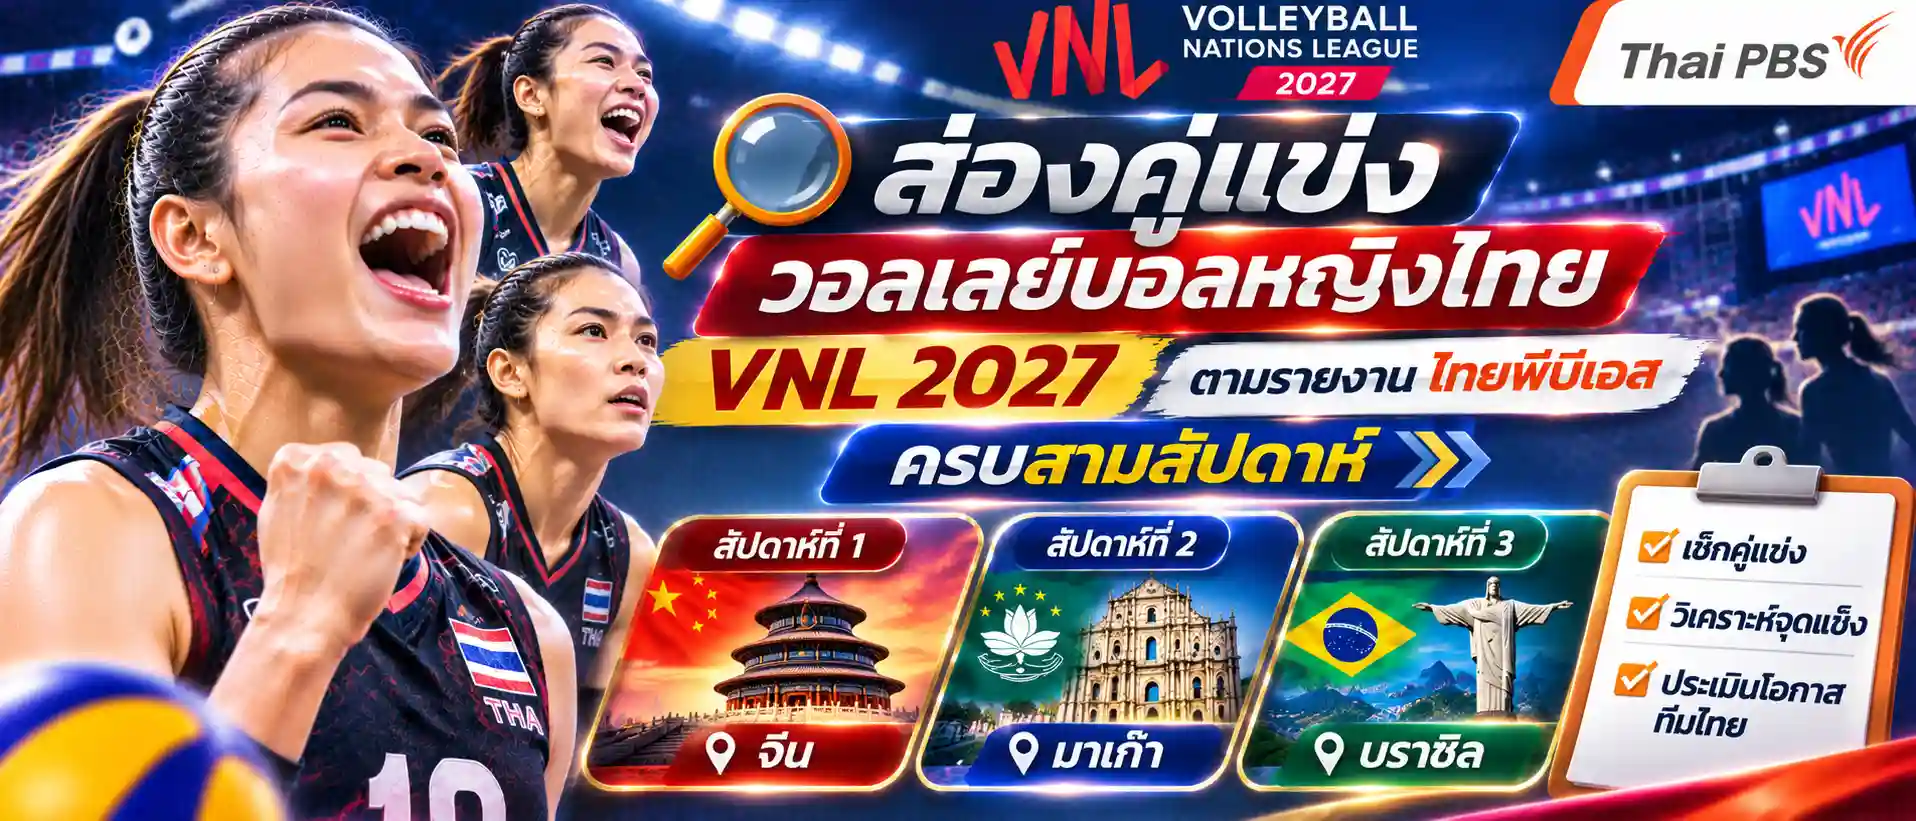 VNL
VOLLEYBALL
NATIONS LEAGUE
2027
Thai PBS
ส่องคู่แข่ง
วอลเลย์บอลหญิงไทย
VNL 2027
ตามรายงาน ไทยพีบีเอส
ครบสามสัปดาห์
สัปดาห์ที่ 1
จีน
สัปดาห์ที่ 2
มาเก๊า
สัปดาห์ที่ 3
บราซิล
เช็กคู่แข่ง
วิเคราะห์จุดแข็ง
ประเมินโอกาส
ทีมไทย
VNL
THA
THA